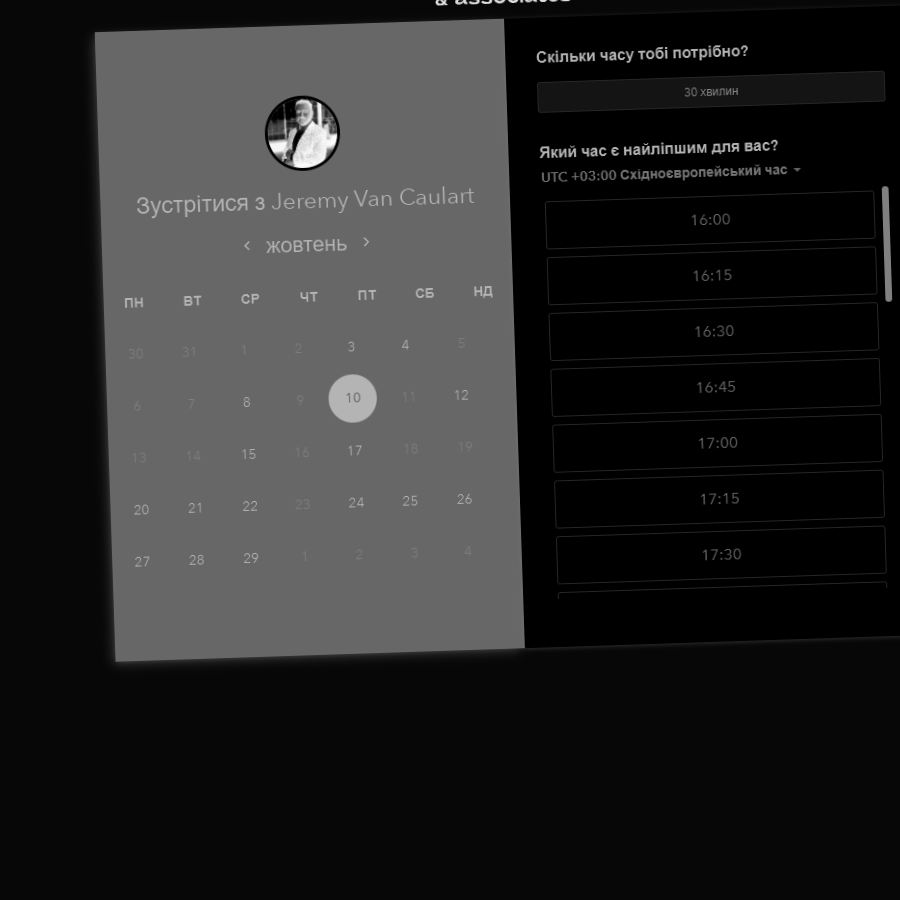 & associates
Зустрітися з Jeremy Van Caulart
жовтень
ПН ВТ СР ЧТ ПТ СБ НД
30 31 1 2 3 4 5
6 7 8 9 10 11 12
13 14 15 16 17 18 19
20 21 22 23 24 25 26
27 28 29 1 2 3 4
Скільки часу тобі потрібно?
30 хвилин
Який час є найліпшим для вас?
UTC +03:00 Східноєвропейський час
16:00
16:15
16:30
16:45
17:00
17:15
17:30